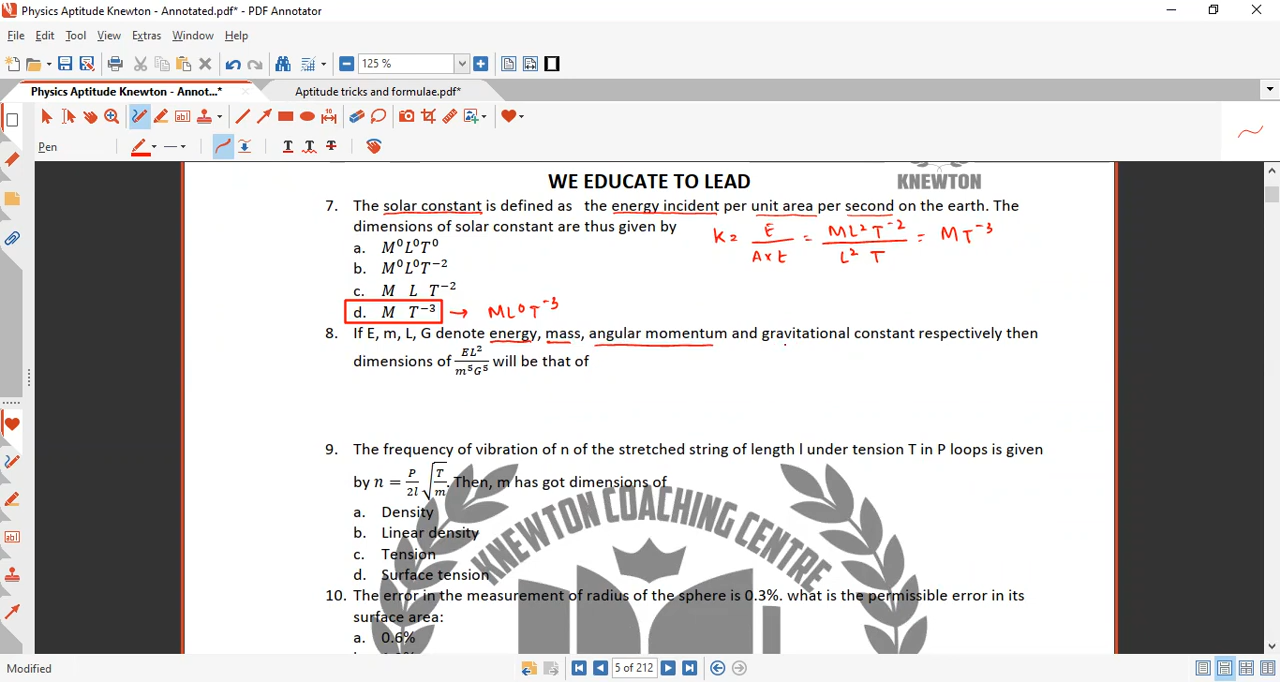 Physics Aptitude Knewton - Annotated.pdf* - PDF Annotator
File Edit Tool View Extras Window Help
125 %
Physics Aptitude Knewton - Annot...* Aptitude tricks and formulae.pdf*
Pen
WE EDUCATE TO LEAD
KNEWTON
7. The solar constant is defined as the energy incident per unit area per second on the earth. The
dimensions of solar constant are thus given by
K = E/(A×t) = ML²T⁻²/(L² T) = MT⁻³
a. M⁰L⁰T⁰
b. M⁰L⁰T⁻²
c. M L T⁻²
d. M T⁻³ → ML⁰T⁻³
8. If E, m, L, G denote energy, mass, angular momentum and gravitational constant respectively then
dimensions of EL²/m⁵G⁵ will be that of
9. The frequency of vibration of n of the stretched string of length l under tension T in P loops is given
by n = P/2l √(T/m). Then, m has got dimensions of
a. Density
b. Linear density
c. Tension
d. Surface tension
KNEWTON COACHING CENTRE
10. The error in the measurement of radius of the sphere is 0.3%. what is the permissible error in its
surface area:
a. 0.6%
Modified
5 of 212